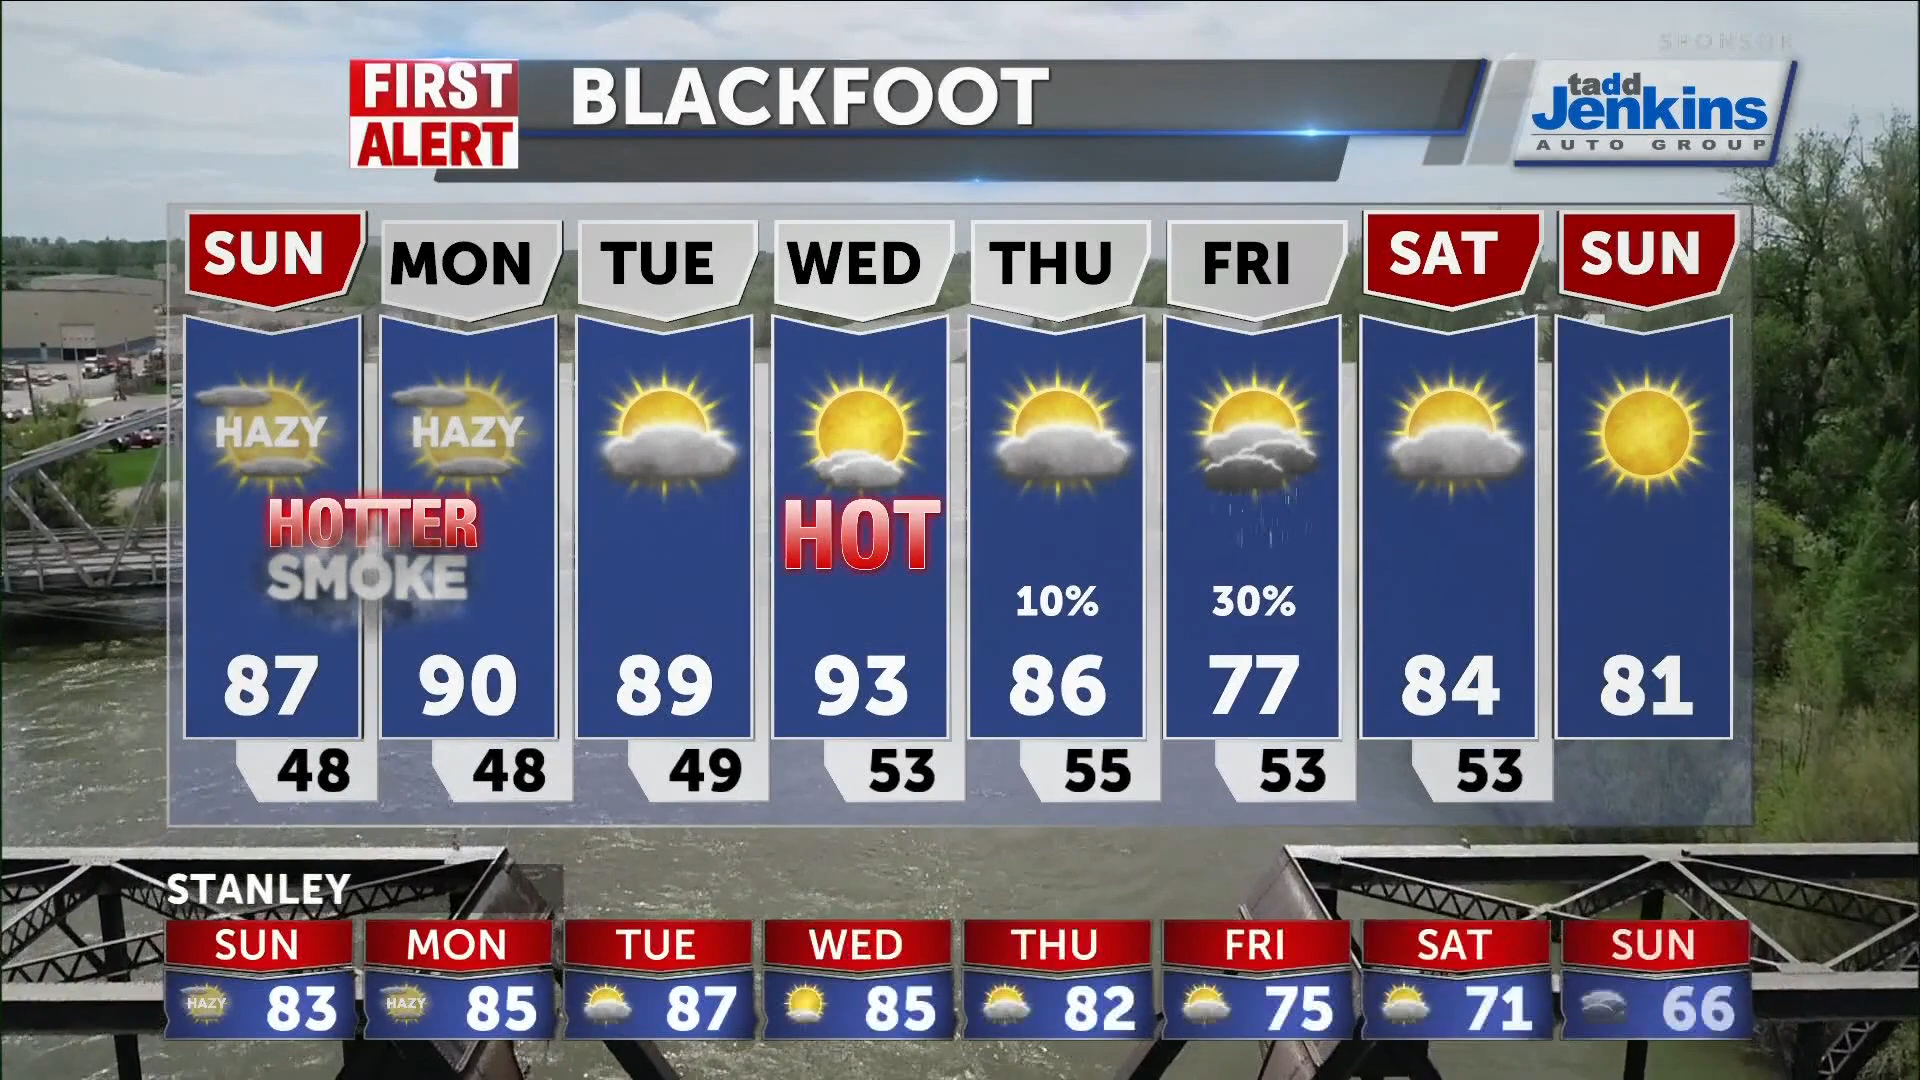 SPONSOR
FIRST
ALERT
BLACKFOOT
tadd
Jenkins
AUTO GROUP
SUN MON TUE WED THU FRI SAT SUN
HAZY HAZY
HOTTER
SMOKE
HOT
10% 30%
87 90 89 93 86 77 84 81
48 48 49 53 55 53 53
STANLEY
SUN MON TUE WED THU FRI SAT SUN
HAZY 83 HAZY 85 87 85 82 75 71 66